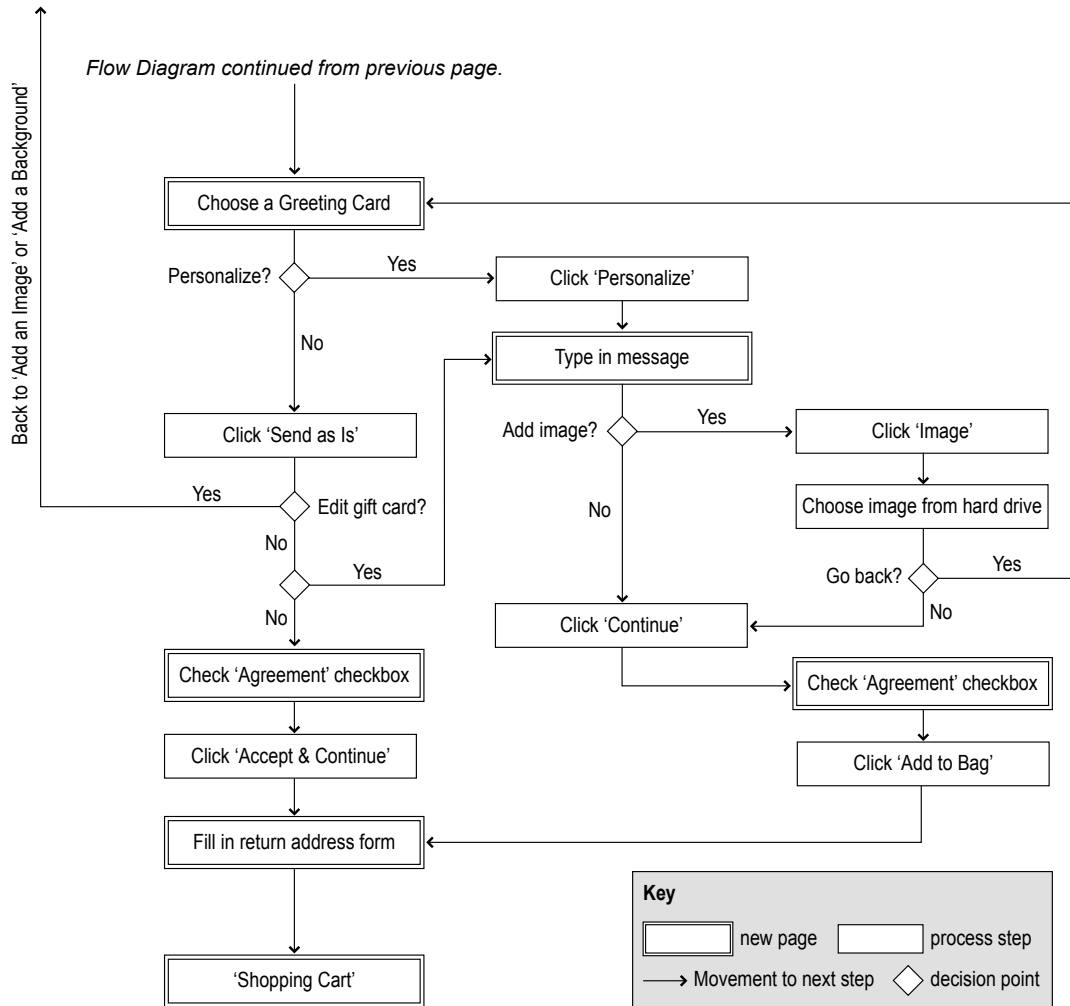 Back to ‘Add an Image’ or ‘Add a Background’
Flow Diagram continued from previous page.
Choose a Greeting Card
Personalize?
Yes
Click ‘Personalize’
No
Type in message
Click ‘Send as Is’
Add image?
Yes
Click ‘Image’
Yes
Edit gift card?
No
Choose image from hard drive
No
Yes
Go back?
Yes
No
No
Click ‘Continue’
Check ‘Agreement’ checkbox
Check ‘Agreement’ checkbox
Click ‘Accept & Continue’
Click ‘Add to Bag’
Fill in return address form
‘Shopping Cart’
Key
new page
process step
Movement to next step
decision point